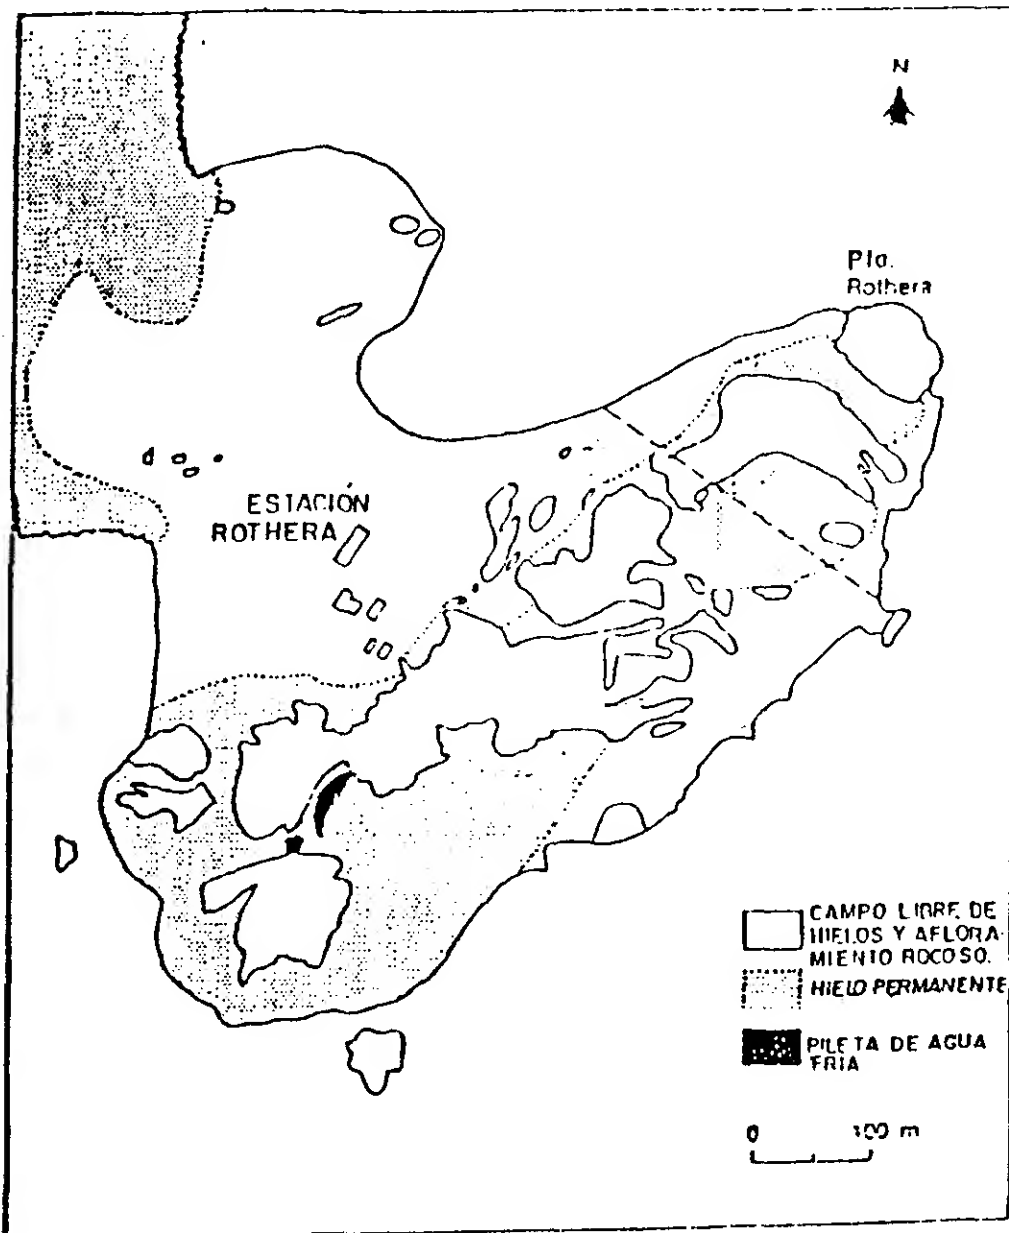 N
Pta.
Rothera
ESTACIÓN
ROTHERA
CAMPO LIBRE DE
HIELOS Y AFLORA-
MIENTO ROCOSO.
HIELO PERMANENTE
PILETA DE AGUA
FRIA
0 100 m